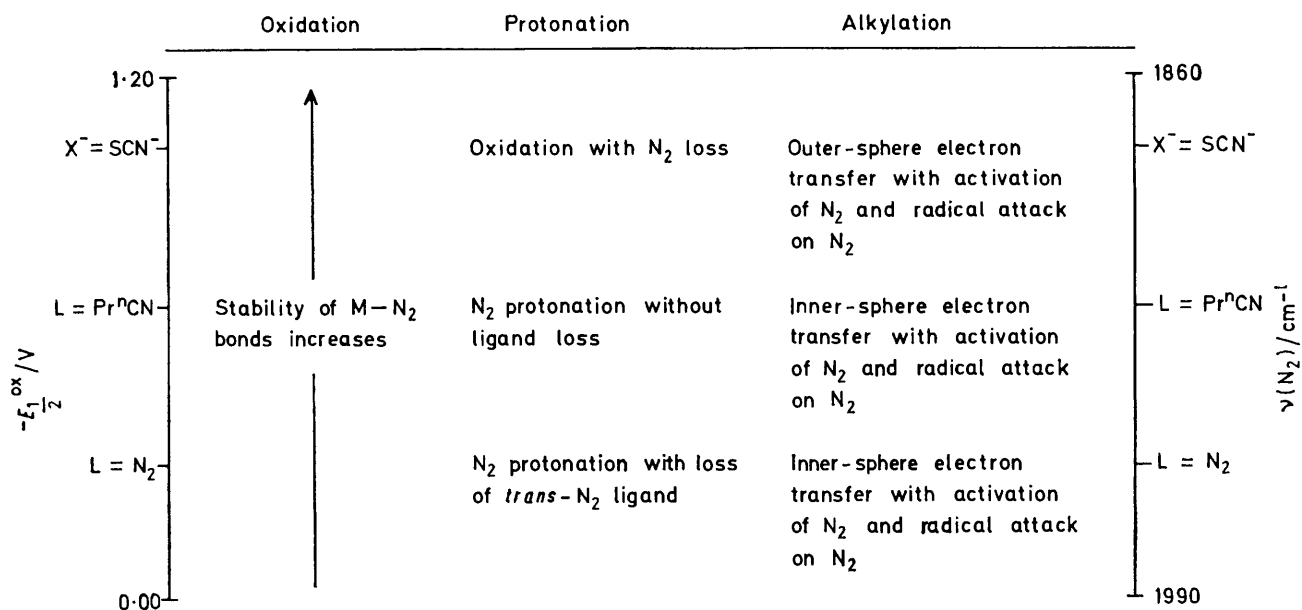 Oxidation
Protonation
Alkylation
1·20
X⁻ = SCN⁻
L = PrⁿCN
L = N₂
0·00
-E₁/₂ᵒˣ/V
Stability of M—N₂
bonds increases
Oxidation with N₂ loss
N₂ protonation without
ligand loss
N₂ protonation with loss
of trans-N₂ ligand
Outer-sphere electron
transfer with activation
of N₂ and radical attack
on N₂
Inner-sphere electron
transfer with activation
of N₂ and radical attack
on N₂
Inner-sphere electron
transfer with activation
of N₂ and radical attack
on N₂
1860
X⁻ = SCN⁻
L = PrⁿCN
L = N₂
1990
ν(N₂)/cm⁻¹